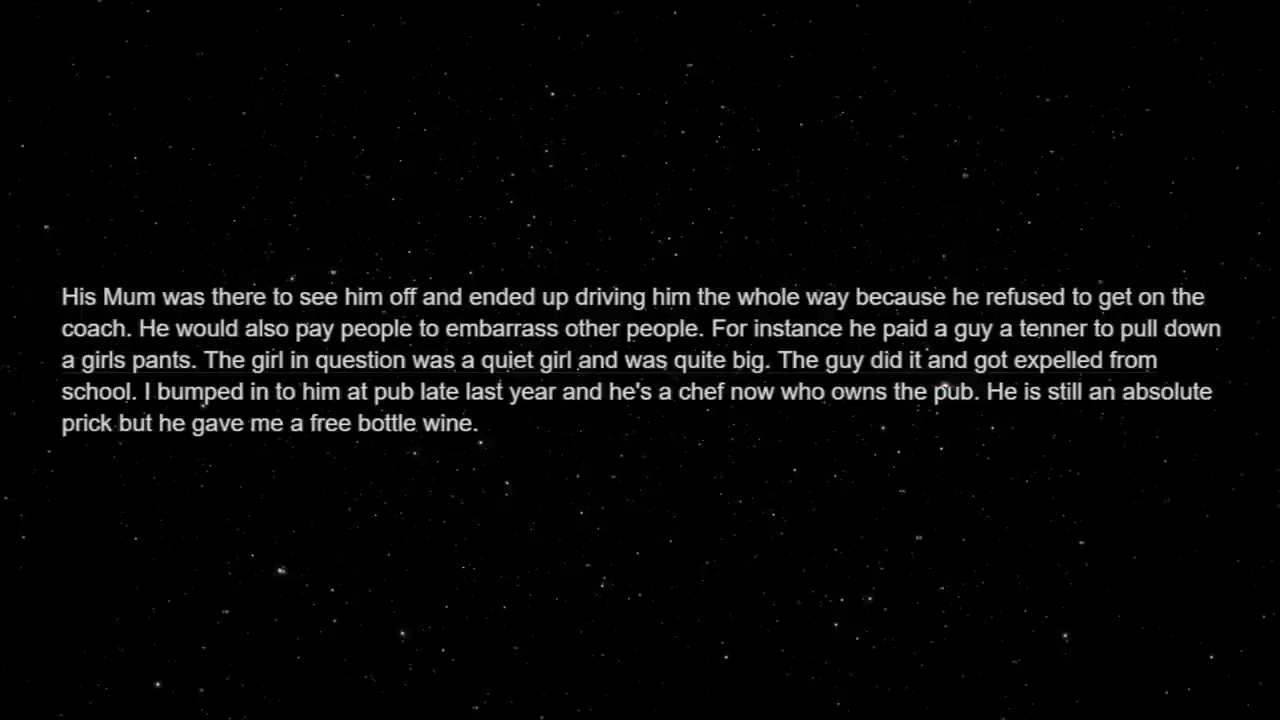 His Mum was there to see him off and ended up driving him the whole way because he refused to get on the
coach. He would also pay people to embarrass other people. For instance he paid a guy a tenner to pull down
a girls pants. The girl in question was a quiet girl and was quite big. The guy did it and got expelled from
school. I bumped in to him at pub late last year and he's a chef now who owns the pub. He is still an absolute
prick but he gave me a free bottle wine.